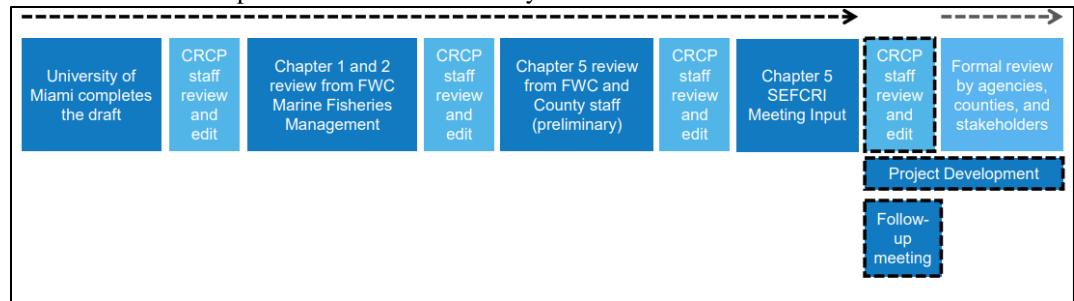 University of
Miami completes
the draft
CRCP
staff
review
and
edit
Chapter 1 and 2
review from FWC
Marine Fisheries
Management
CRCP
staff
review
and
edit
Chapter 5 review
from FWC and
County staff
(preliminary)
CRCP
staff
review
and
edit
Chapter 5
SEFCRI
Meeting Input
CRCP
staff
review
and edit
Formal review
by agencies,
counties, and
stakeholders
Project Development
Follow-
up
meeting